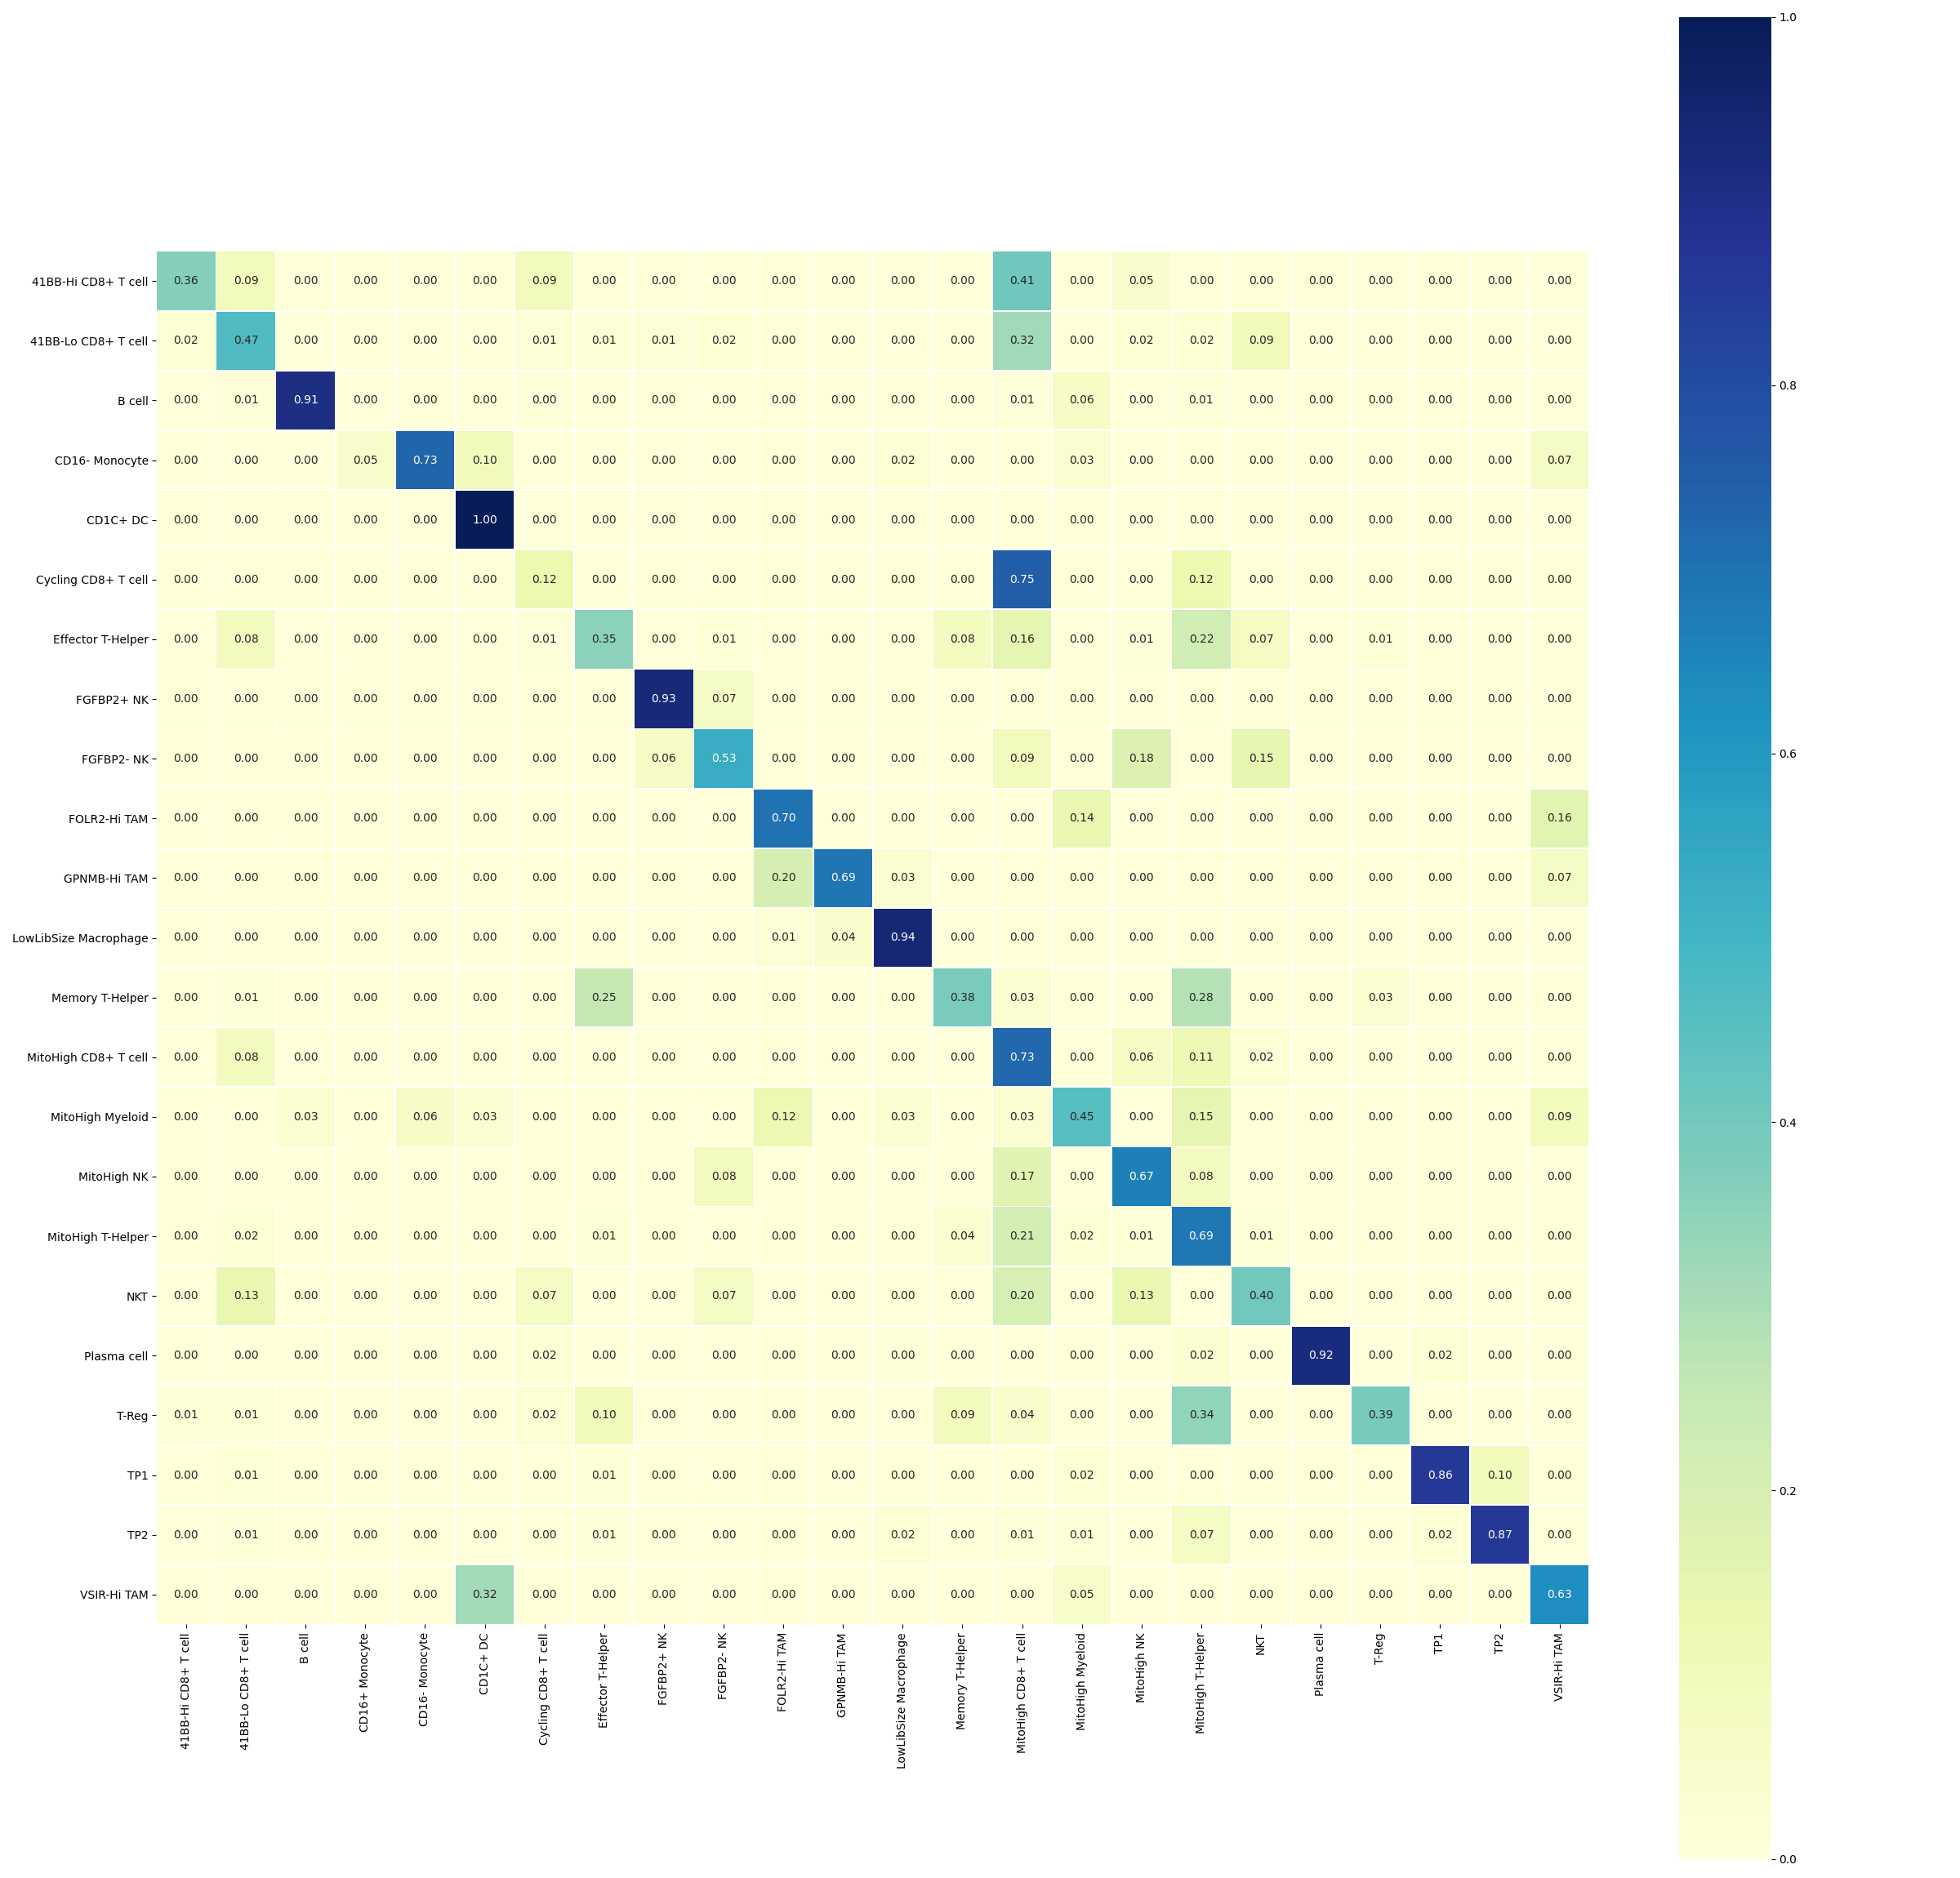 1.0
41BB-Hi CD8+ T cell 0.36 0.09 0.00 0.00 0.00 0.00 0.09 0.00 0.00 0.00 0.00 0.00 0.00 0.00 0.41 0.00 0.05 0.00 0.00 0.00 0.00 0.00 0.00 0.00
41BB-Lo CD8+ T cell 0.02 0.47 0.00 0.00 0.00 0.00 0.01 0.01 0.01 0.02 0.00 0.00 0.00 0.00 0.32 0.00 0.02 0.02 0.09 0.00 0.00 0.00 0.00 0.00
0.8
B cell 0.00 0.01 0.91 0.00 0.00 0.00 0.00 0.00 0.00 0.00 0.00 0.00 0.00 0.00 0.01 0.06 0.00 0.01 0.00 0.00 0.00 0.00 0.00 0.00
CD16- Monocyte 0.00 0.00 0.00 0.05 0.73 0.10 0.00 0.00 0.00 0.00 0.00 0.00 0.02 0.00 0.00 0.03 0.00 0.00 0.00 0.00 0.00 0.00 0.00 0.07
CD1C+ DC 0.00 0.00 0.00 0.00 0.00 1.00 0.00 0.00 0.00 0.00 0.00 0.00 0.00 0.00 0.00 0.00 0.00 0.00 0.00 0.00 0.00 0.00 0.00 0.00
Cycling CD8+ T cell 0.00 0.00 0.00 0.00 0.00 0.00 0.12 0.00 0.00 0.00 0.00 0.00 0.00 0.00 0.75 0.00 0.00 0.12 0.00 0.00 0.00 0.00 0.00 0.00
Effector T-Helper 0.00 0.08 0.00 0.00 0.00 0.00 0.01 0.35 0.00 0.01 0.00 0.00 0.00 0.08 0.16 0.00 0.01 0.22 0.07 0.00 0.01 0.00 0.00 0.00
FGFBP2+ NK 0.00 0.00 0.00 0.00 0.00 0.00 0.00 0.00 0.93 0.07 0.00 0.00 0.00 0.00 0.00 0.00 0.00 0.00 0.00 0.00 0.00 0.00 0.00 0.00
0.6
FGFBP2- NK 0.00 0.00 0.00 0.00 0.00 0.00 0.00 0.00 0.06 0.53 0.00 0.00 0.00 0.00 0.09 0.00 0.18 0.00 0.15 0.00 0.00 0.00 0.00 0.00
FOLR2-Hi TAM 0.00 0.00 0.00 0.00 0.00 0.00 0.00 0.00 0.00 0.00 0.70 0.00 0.00 0.00 0.00 0.14 0.00 0.00 0.00 0.00 0.00 0.00 0.00 0.16
GPNMB-Hi TAM 0.00 0.00 0.00 0.00 0.00 0.00 0.00 0.00 0.00 0.00 0.20 0.69 0.03 0.00 0.00 0.00 0.00 0.00 0.00 0.00 0.00 0.00 0.00 0.07
LowLibSize Macrophage 0.00 0.00 0.00 0.00 0.00 0.00 0.00 0.00 0.00 0.00 0.01 0.04 0.94 0.00 0.00 0.00 0.00 0.00 0.00 0.00 0.00 0.00 0.00 0.00
Memory T-Helper 0.00 0.01 0.00 0.00 0.00 0.00 0.00 0.25 0.00 0.00 0.00 0.00 0.00 0.38 0.03 0.00 0.00 0.28 0.00 0.00 0.03 0.00 0.00 0.00
MitoHigh CD8+ T cell 0.00 0.08 0.00 0.00 0.00 0.00 0.00 0.00 0.00 0.00 0.00 0.00 0.00 0.00 0.73 0.00 0.06 0.11 0.02 0.00 0.00 0.00 0.00 0.00
MitoHigh Myeloid 0.00 0.00 0.03 0.00 0.06 0.03 0.00 0.00 0.00 0.00 0.12 0.00 0.03 0.00 0.03 0.45 0.00 0.15 0.00 0.00 0.00 0.00 0.00 0.09
0.4
MitoHigh NK 0.00 0.00 0.00 0.00 0.00 0.00 0.00 0.00 0.00 0.08 0.00 0.00 0.00 0.00 0.17 0.00 0.67 0.08 0.00 0.00 0.00 0.00 0.00 0.00
MitoHigh T-Helper 0.00 0.02 0.00 0.00 0.00 0.00 0.00 0.01 0.00 0.00 0.00 0.00 0.00 0.04 0.21 0.02 0.01 0.69 0.01 0.00 0.00 0.00 0.00 0.00
NKT 0.00 0.13 0.00 0.00 0.00 0.00 0.07 0.00 0.00 0.07 0.00 0.00 0.00 0.00 0.20 0.00 0.13 0.00 0.40 0.00 0.00 0.00 0.00 0.00
Plasma cell 0.00 0.00 0.00 0.00 0.00 0.00 0.02 0.00 0.00 0.00 0.00 0.00 0.00 0.00 0.00 0.00 0.00 0.02 0.00 0.92 0.00 0.02 0.00 0.00
T-Reg 0.01 0.01 0.00 0.00 0.00 0.00 0.02 0.10 0.00 0.00 0.00 0.00 0.00 0.09 0.04 0.00 0.00 0.34 0.00 0.00 0.39 0.00 0.00 0.00
TP1 0.00 0.01 0.00 0.00 0.00 0.00 0.00 0.01 0.00 0.00 0.00 0.00 0.00 0.00 0.00 0.02 0.00 0.00 0.00 0.00 0.00 0.86 0.10 0.00
0.2
TP2 0.00 0.01 0.00 0.00 0.00 0.00 0.00 0.01 0.00 0.00 0.00 0.00 0.02 0.00 0.01 0.01 0.00 0.07 0.00 0.00 0.00 0.02 0.87 0.00
VSIR-Hi TAM 0.00 0.00 0.00 0.00 0.00 0.32 0.00 0.00 0.00 0.00 0.00 0.00 0.00 0.00 0.00 0.05 0.00 0.00 0.00 0.00 0.00 0.00 0.00 0.63
41BB-Hi CD8+ T cell
41BB-Lo CD8+ T cell
B cell
CD16+ Monocyte
CD16- Monocyte
CD1C+ DC
Cycling CD8+ T cell
Effector T-Helper
FGFBP2+ NK
FGFBP2- NK
FOLR2-Hi TAM
GPNMB-Hi TAM
LowLibSize Macrophage
Memory T-Helper
MitoHigh CD8+ T cell
MitoHigh Myeloid
MitoHigh NK
MitoHigh T-Helper
NKT
Plasma cell
T-Reg
TP1
TP2
VSIR-Hi TAM
0.0